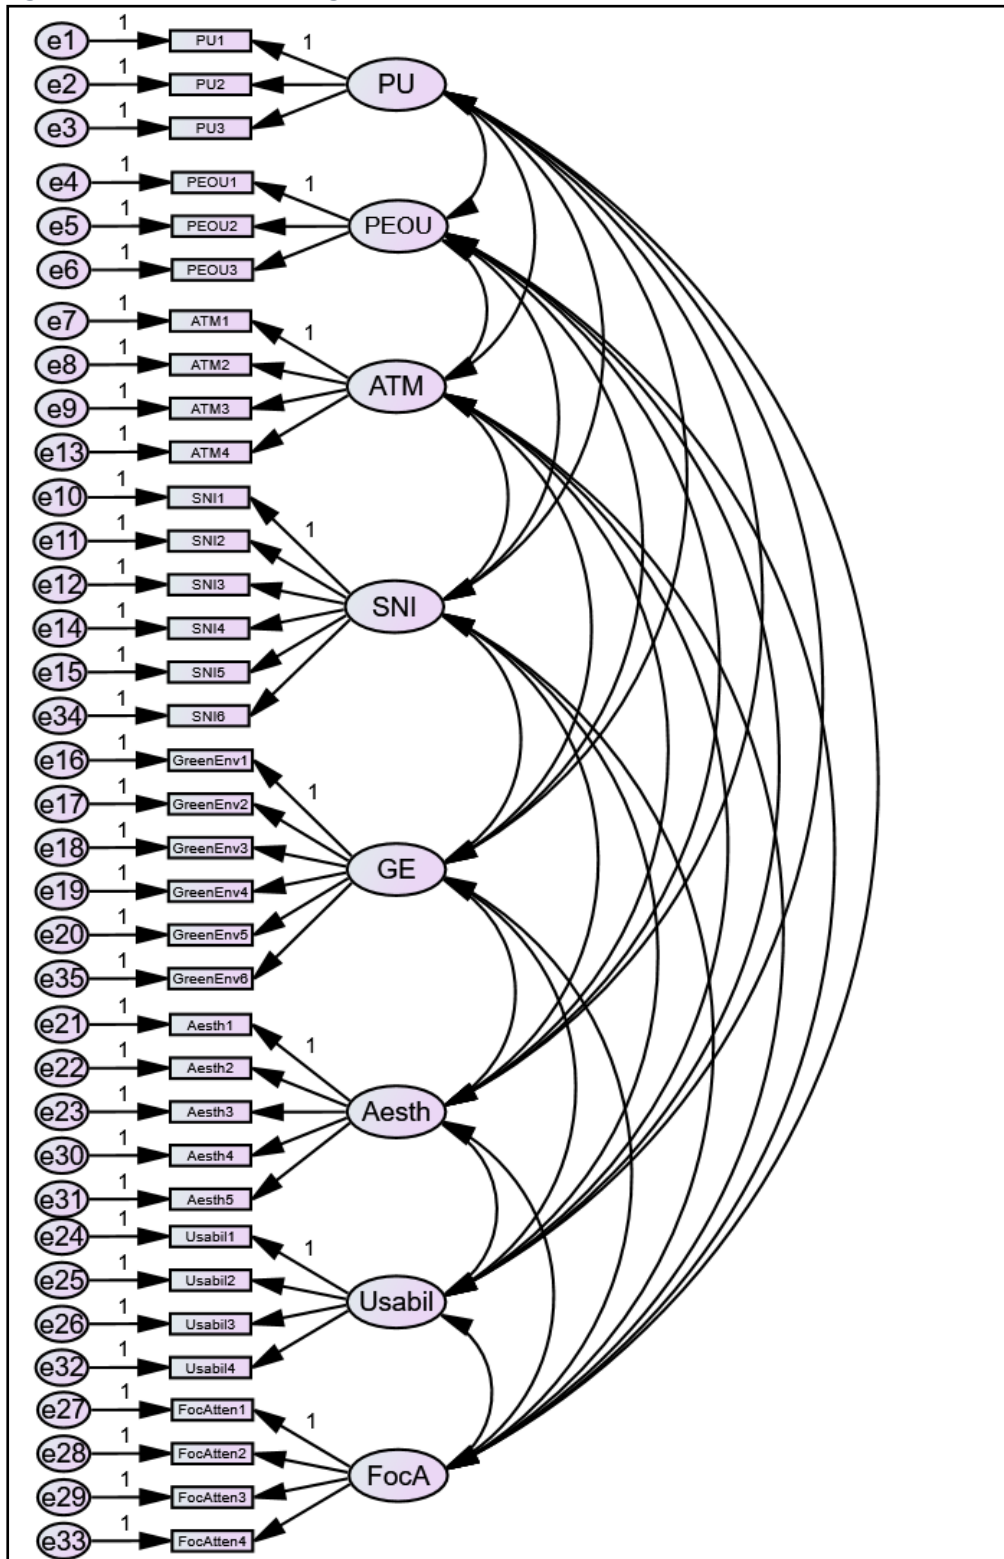 e1 1 PU1 1
e2 1 PU2 PU
e3 1 PU3
e4 1 PEOU1 1
e5 1 PEOU2 PEOU
e6 1 PEOU3
e7 1 ATM1 1
e8 1 ATM2 ATM
e9 1 ATM3
e13 1 ATM4
e10 1 SNI1 1
e11 1 SNI2
e12 1 SNI3 SNI
e14 1 SNI4
e15 1 SNI5
e34 1 SNI6
e16 1 GreenEnv1 1
e17 1 GreenEnv2
e18 1 GreenEnv3 GE
e19 1 GreenEnv4
e20 1 GreenEnv5
e35 1 GreenEnv6
e21 1 Aesth1 1
e22 1 Aesth2
e23 1 Aesth3 Aesth
e30 1 Aesth4
e31 1 Aesth5
e24 1 Usabil1 1
e25 1 Usabil2 Usabil
e26 1 Usabil3
e32 1 Usabil4
e27 1 FocAtten1 1
e28 1 FocAtten2 FocA
e29 1 FocAtten3
e33 1 FocAtten4